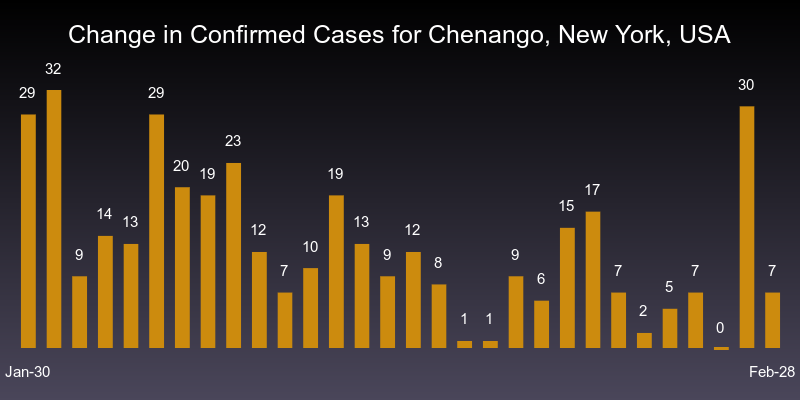 Change in Confirmed Cases for Chenango, New York, USA
29 32 9 14 13 29 20 19 23 12 7 10 19 13 9 12 8 1 1 9 6 15 17 7 2 5 7 0 30 7
Jan-30 Feb-28